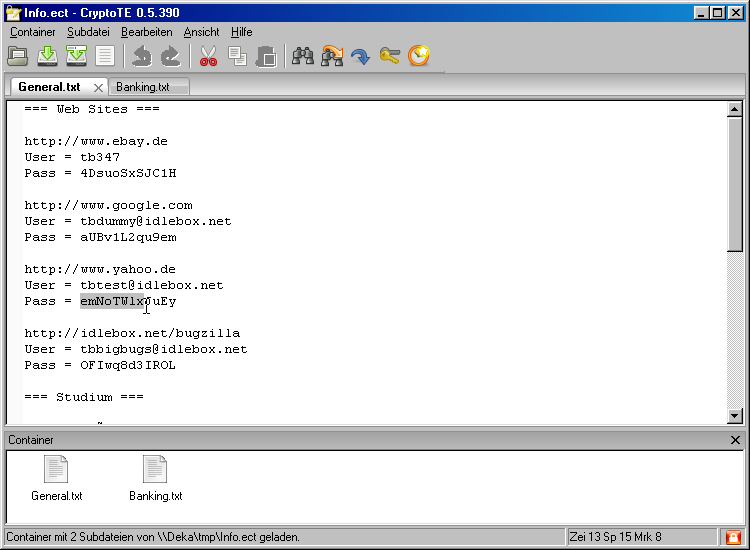 Info.ect - CryptoTE 0.5.390
Container Subdatei Bearbeiten Ansicht Hilfe
General.txt Banking.txt
=== Web Sites ===
http://www.ebay.de
User = tb347
Pass = 4DsuoSxSJC1H
http://www.google.com
User = tbdummy@idlebox.net
Pass = aUBv1L2qu9em
http://www.yahoo.de
User = tbtest@idlebox.net
Pass =
http://idlebox.net/bugzilla
User = tbbigbugs@idlebox.net
Pass = OFIwq8d3IROL
=== Studium ===
Container
General.txt Banking.txt
Container mit 2 Subdateien von \\Deka\tmp\Info.ect geladen.
Zei 13 Sp 15 Mrk 8